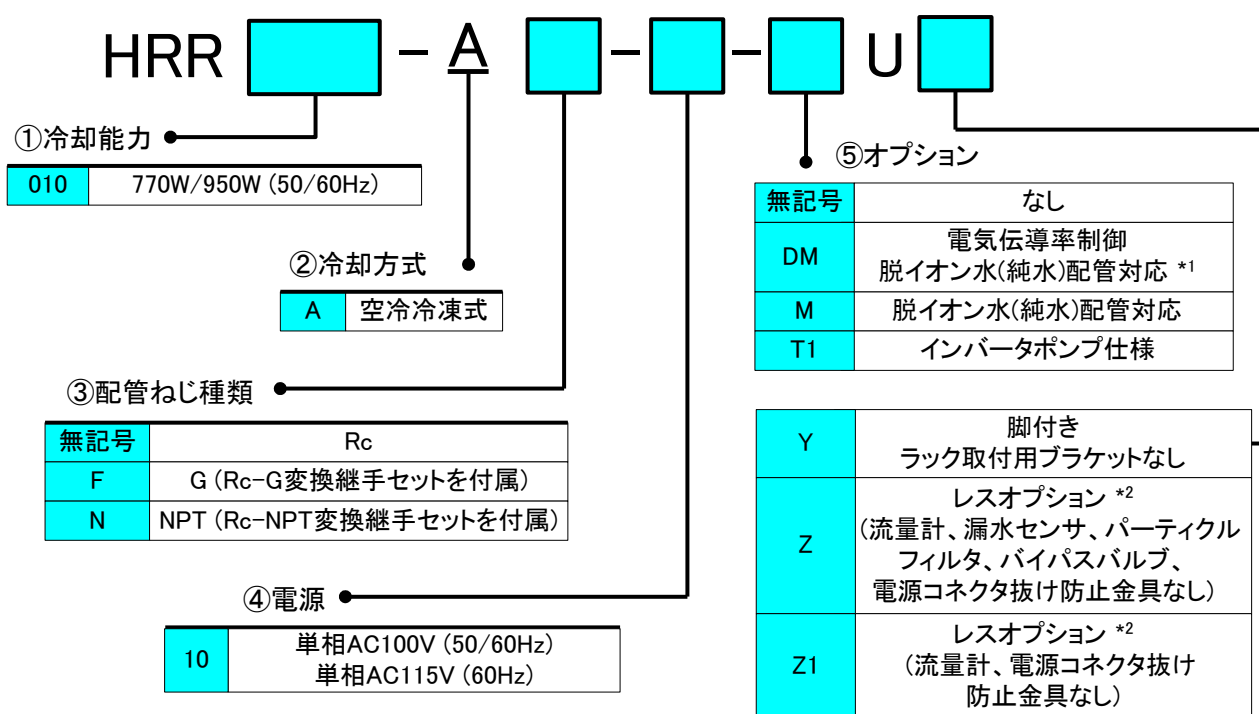 HRR - A - - U
①冷却能力
010 770W/950W (50/60Hz)
②冷却方式
A 空冷冷凍式
③配管ねじ種類
無記号 Rc
F G (Rc-G変換継手セットを付属)
N NPT (Rc-NPT変換継手セットを付属)
④電源
10 単相AC100V (50/60Hz)
単相AC115V (60Hz)
⑤オプション
無記号 なし
DM 電気伝導率制御
脱イオン水(純水)配管対応 *1
M 脱イオン水(純水)配管対応
T1 インバータポンプ仕様
Y 脚付き
ラック取付用ブラケットなし
Z レスオプション *2
(流量計、漏水センサ、パーティクル
フィルタ、バイパスバルブ、
電源コネクタ抜け防止金具なし)
Z1 レスオプション *2
(流量計、電源コネクタ抜け
防止金具なし)